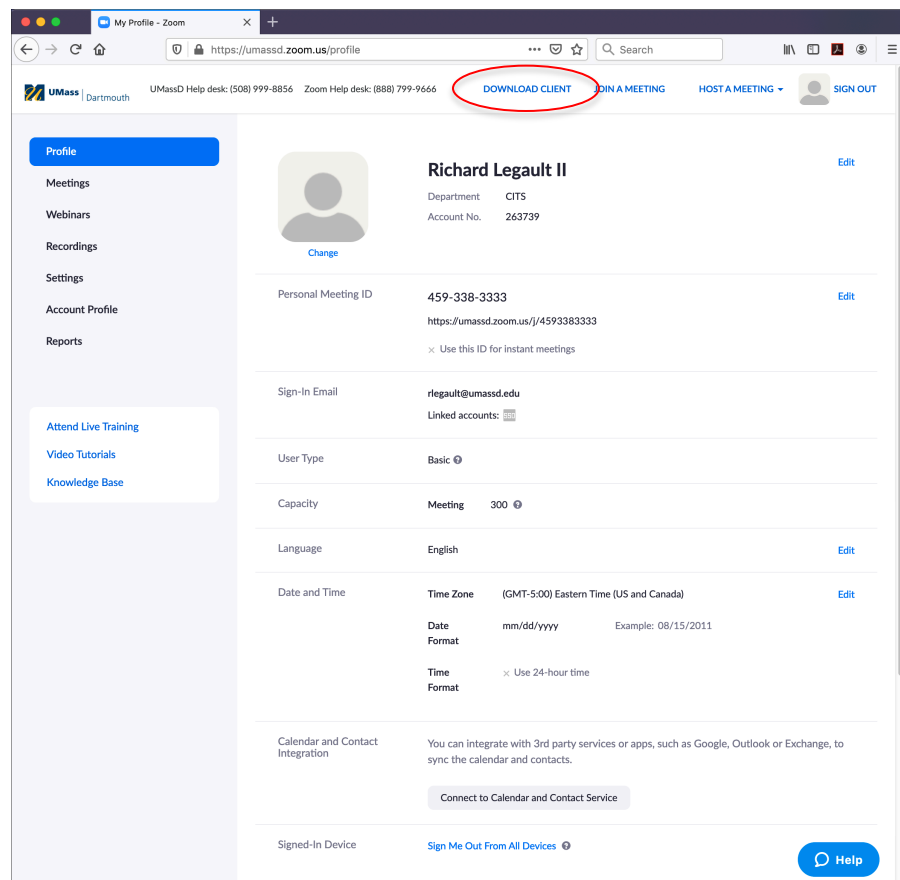 My Profile - Zoom
https://umassd.zoom.us/profile
Search
UMass | Dartmouth
UMassD Help desk: (508) 999-8856 Zoom Help desk: (888) 799-9666
DOWNLOAD CLIENT
JOIN A MEETING
HOST A MEETING
SIGN OUT
Profile
Meetings
Webinars
Recordings
Settings
Account Profile
Reports
Attend Live Training
Video Tutorials
Knowledge Base
Change
Richard Legault II
Edit
Department CITS
Account No. 263739
Personal Meeting ID
459-338-3333
Edit
https://umassd.zoom.us/j/4593383333
× Use this ID for instant meetings
Sign-In Email
rlegault@umassd.edu
Linked accounts: SSO
User Type
Basic
Capacity
Meeting 300
Language
English
Edit
Date and Time
Time Zone (GMT-5:00) Eastern Time (US and Canada)
Edit
Date
Format
mm/dd/yyyy Example: 08/15/2011
Time
Format
× Use 24-hour time
Calendar and Contact
Integration
You can integrate with 3rd party services or apps, such as Google, Outlook or Exchange, to
sync the calendar and contacts.
Connect to Calendar and Contact Service
Signed-In Device
Sign Me Out From All Devices
Help